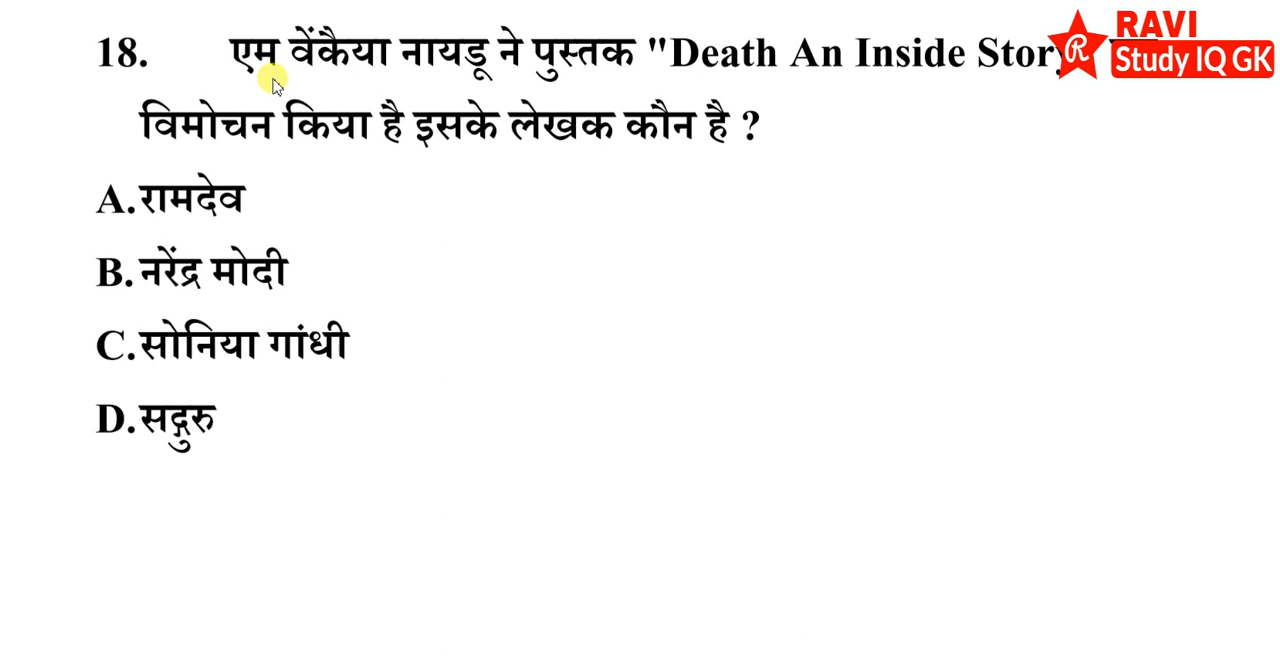 18. एम वेंकैया नायडू ने पुस्तक "Death An Inside Story
विमोचन किया है इसके लेखक कौन है ?
A.रामदेव
B.नरेंद्र मोदी
C.सोनिया गांधी
D.सद्गुरु
RAVI
R
Study IQ GK